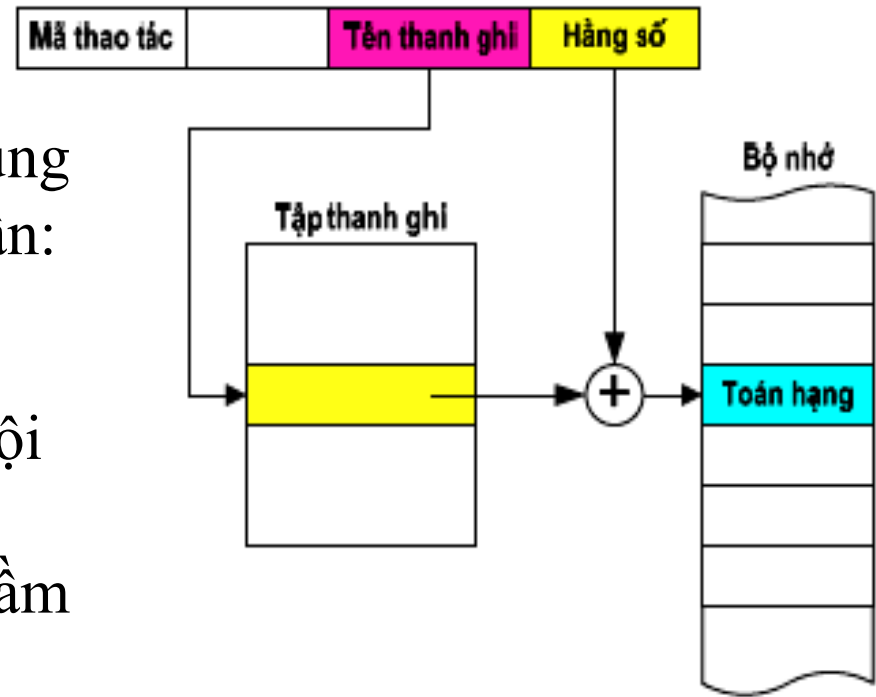 Mã thao tác Tên thanh ghi Hằng số
Bộ nhớ
Tập thanh ghi
+
Toán hạng